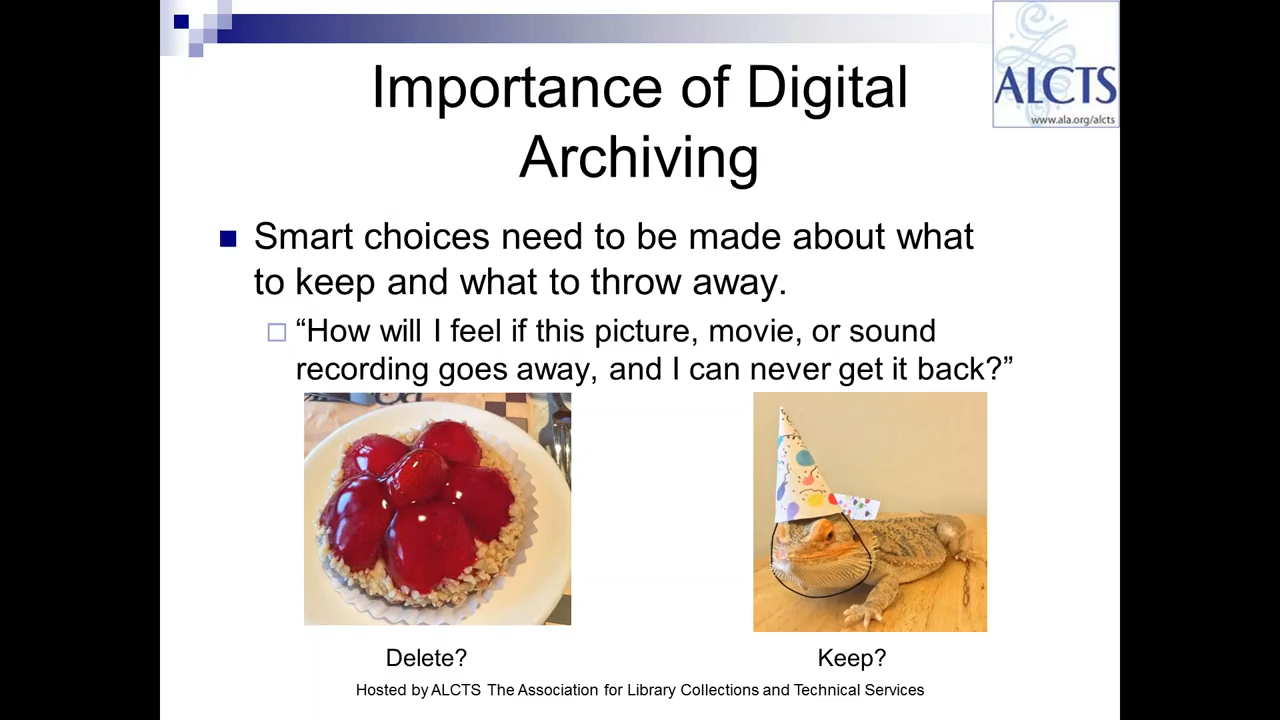 Importance of Digital
Archiving
ALCTS
www.ala.org/alcts
Smart choices need to be made about what
to keep and what to throw away.
“How will I feel if this picture, movie, or sound
recording goes away, and I can never get it back?”
Delete?
Keep?
Hosted by ALCTS The Association for Library Collections and Technical Services